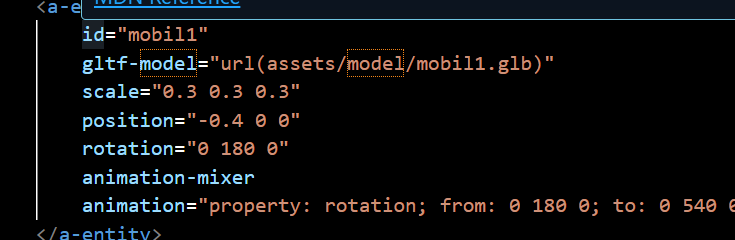 <a-e
MDN Reference
id="mobil1"
gltf-model="url(assets/model/mobil1.glb)"
scale="0.3 0.3 0.3"
position="-0.4 0 0"
rotation="0 180 0"
animation-mixer
animation="property: rotation; from: 0 180 0; to: 0 540 0
</a-entity>